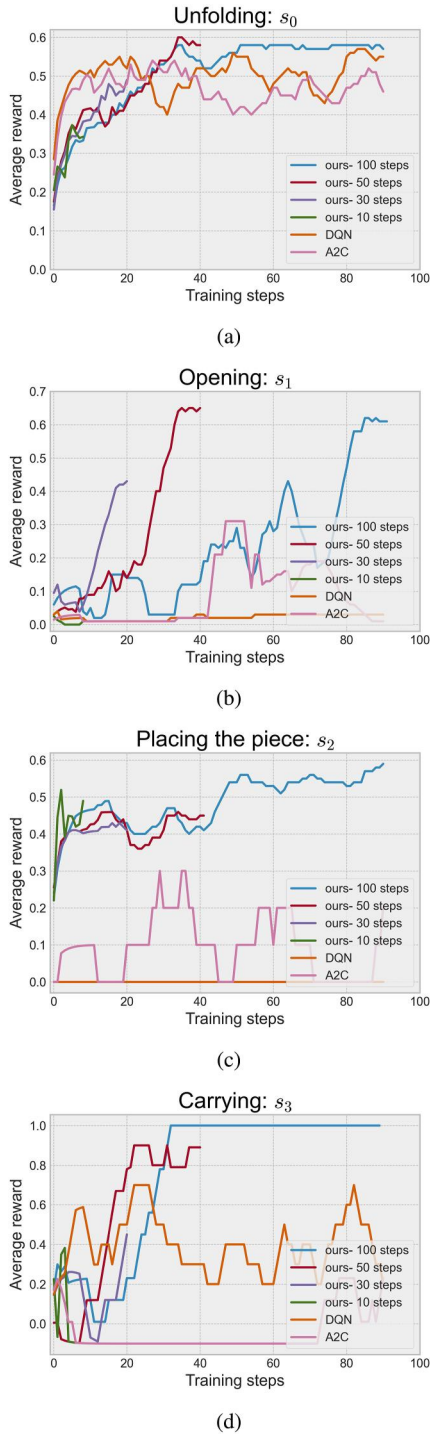 Unfolding: s₀
Average reward
0.6
0.5
0.4
0.3
0.2
0.1
0.0
ours- 100 steps
ours- 50 steps
ours- 30 steps
ours- 10 steps
DQN
A2C
0 20 40 60 80 100
Training steps
(a)
Opening: s₁
Average reward
0.7
0.6
0.5
0.4
0.3
0.2
0.1
0.0
ours- 100 steps
ours- 50 steps
ours- 30 steps
ours- 10 steps
DQN
A2C
0 20 40 60 80 100
Training steps
(b)
Placing the piece: s₂
Average reward
0.6
0.5
0.4
0.3
0.2
0.1
0.0
ours- 100 steps
ours- 50 steps
ours- 30 steps
ours- 10 steps
DQN
A2C
0 20 40 60 80 100
Training steps
(c)
Carrying: s₃
Average reward
1.0
0.8
0.6
0.4
0.2
0.0
ours- 100 steps
ours- 50 steps
ours- 30 steps
ours- 10 steps
DQN
A2C
0 20 40 60 80 100
Training steps
(d)